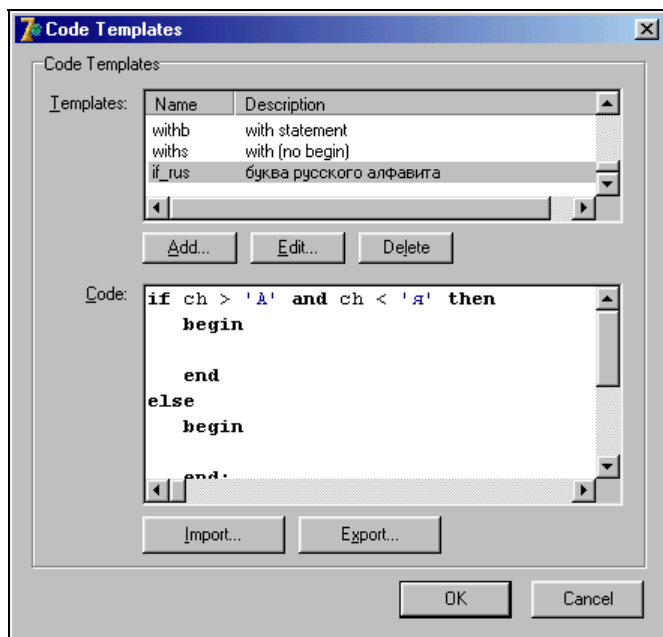 Code Templates
Code Templates
Templates:
Name Description
withb with statement
withs with (no begin)
if_rus буква русского алфавита
Add... Edit... Delete
Code:
if ch > 'А' and ch < 'я' then
begin
end
else
begin
end;
Import... Export...
OK Cancel